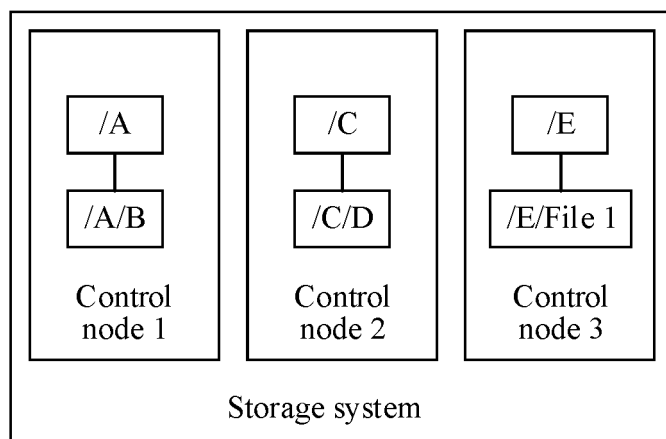 /A
/C
/E
/A/B
/C/D
/E/File 1
Control
node 1
Control
node 2
Control
node 3
Storage system